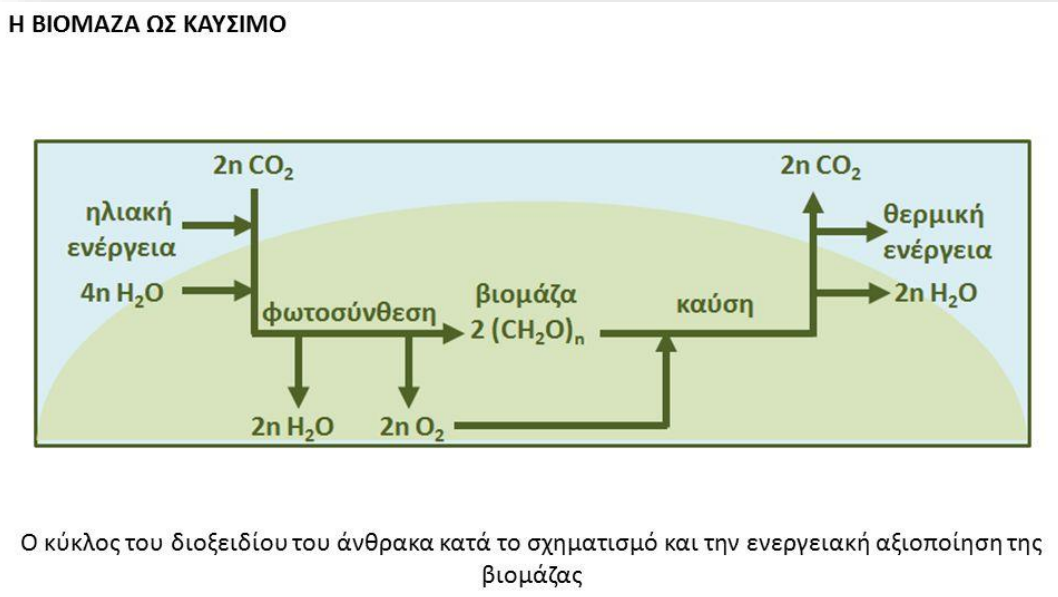 Η ΒΙΟΜΑΖΑ ΩΣ ΚΑΥΣΙΜΟ
2n CO₂
2n CO₂
ηλιακή
ενέργεια
θερμική
ενέργεια
4n H₂O
2n H₂O
φωτοσύνθεση
βιομάζα
2 (CH₂O)ₙ
καύση
2n H₂O
2n O₂
Ο κύκλος του διοξειδίου του άνθρακα κατά το σχηματισμό και την ενεργειακή αξιοποίηση της
βιομάζας